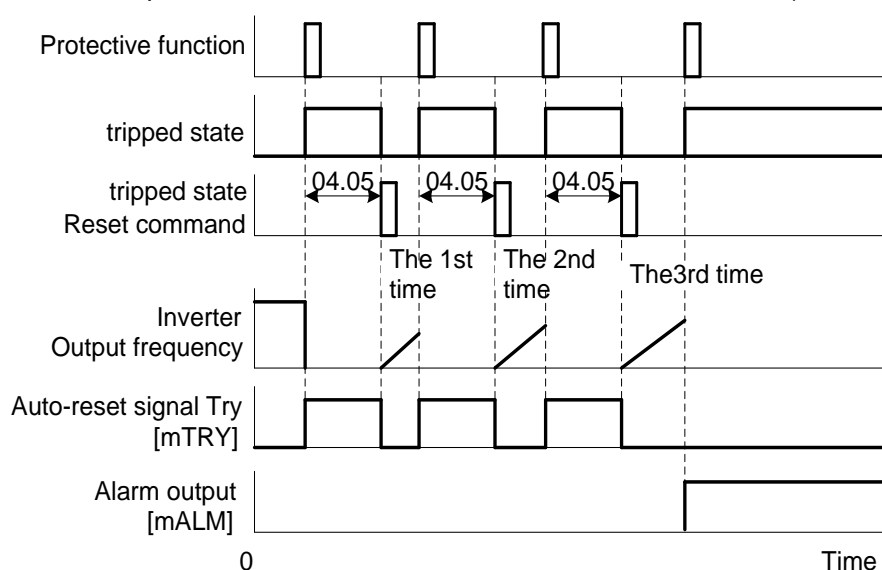 Protective function
tripped state
tripped state
Reset command
04.05 04.05 04.05
The 1st
time
The 2nd
time
The3rd time
Inverter
Output frequency
Auto-reset signal Try
[mTRY]
Alarm output
[mALM]
0
Time